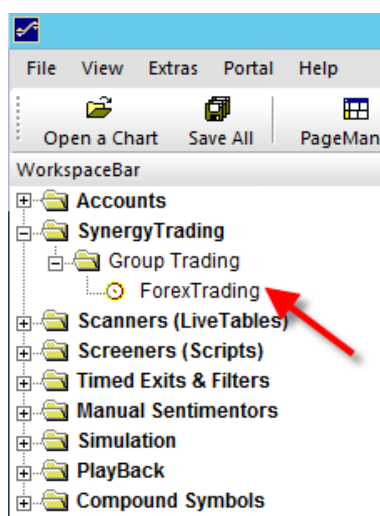 File View Extras Portal Help
Open a Chart Save All PageMan
WorkspaceBar
Accounts
SynergyTrading
Group Trading
ForexTrading
Scanners (LiveTables)
Screeners (Scripts)
Timed Exits & Filters
Manual Sentimentors
Simulation
PlayBack
Compound Symbols